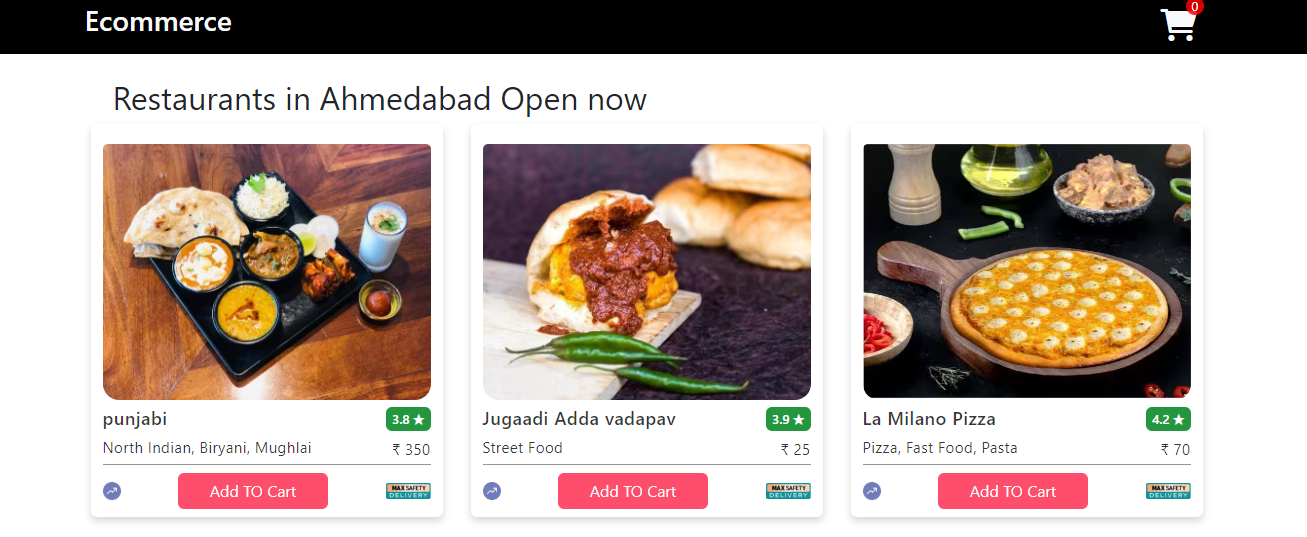 Ecommerce
0
Restaurants in Ahmedabad Open now
punjabi
3.8 ★
North Indian, Biryani, Mughlai
₹ 350
Add TO Cart
MAX SAFETY
DELIVERY
Jugaadi Adda vadapav
3.9 ★
Street Food
₹ 25
Add TO Cart
MAX SAFETY
DELIVERY
La Milano Pizza
4.2 ★
Pizza, Fast Food, Pasta
₹ 70
Add TO Cart
MAX SAFETY
DELIVERY